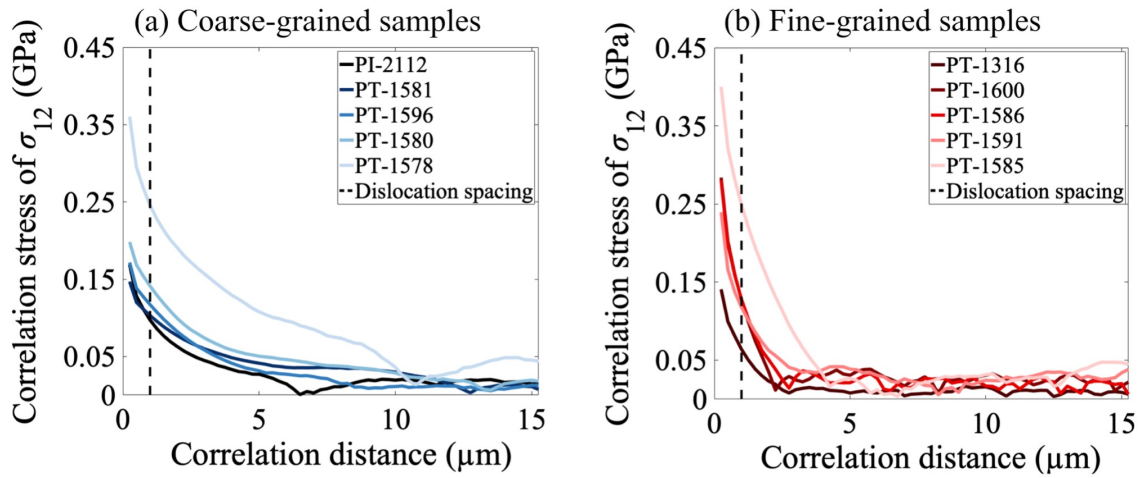 (a) Coarse-grained samples
Correlation stress of σ12 (GPa)
0.45
0.35
0.25
0.15
0.05
0
PI-2112
PT-1581
PT-1596
PT-1580
PT-1578
Dislocation spacing
0 5 10 15
Correlation distance (µm)
(b) Fine-grained samples
Correlation stress of σ12 (GPa)
0.45
0.35
0.25
0.15
0.05
0
PT-1316
PT-1600
PT-1586
PT-1591
PT-1585
Dislocation spacing
0 5 10 15
Correlation distance (µm)